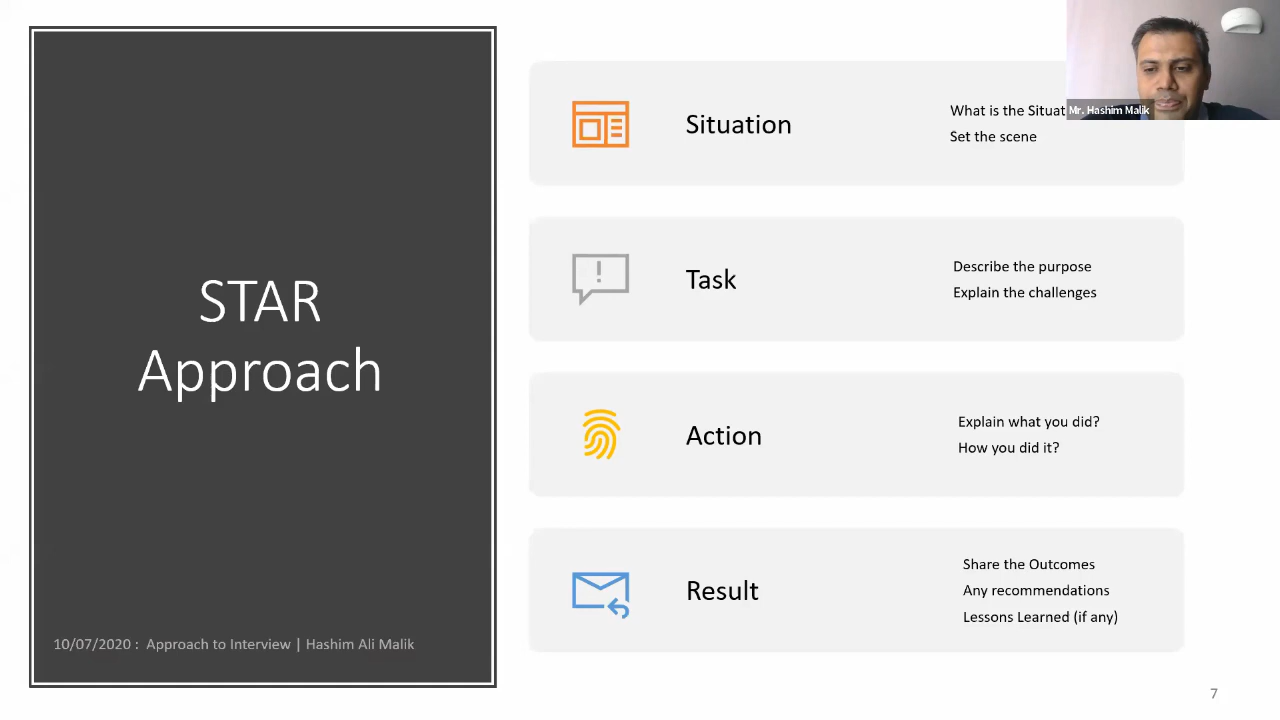 STAR
Approach
10/07/2020 : Approach to Interview | Hashim Ali Malik
Situation
What is the
Set the scene
Mr. Hashim Malik
Task
Describe the purpose
Explain the challenges
Action
Explain what you did?
How you did it?
Result
Share the Outcomes
Any recommendations
Lessons Learned (if any)
7